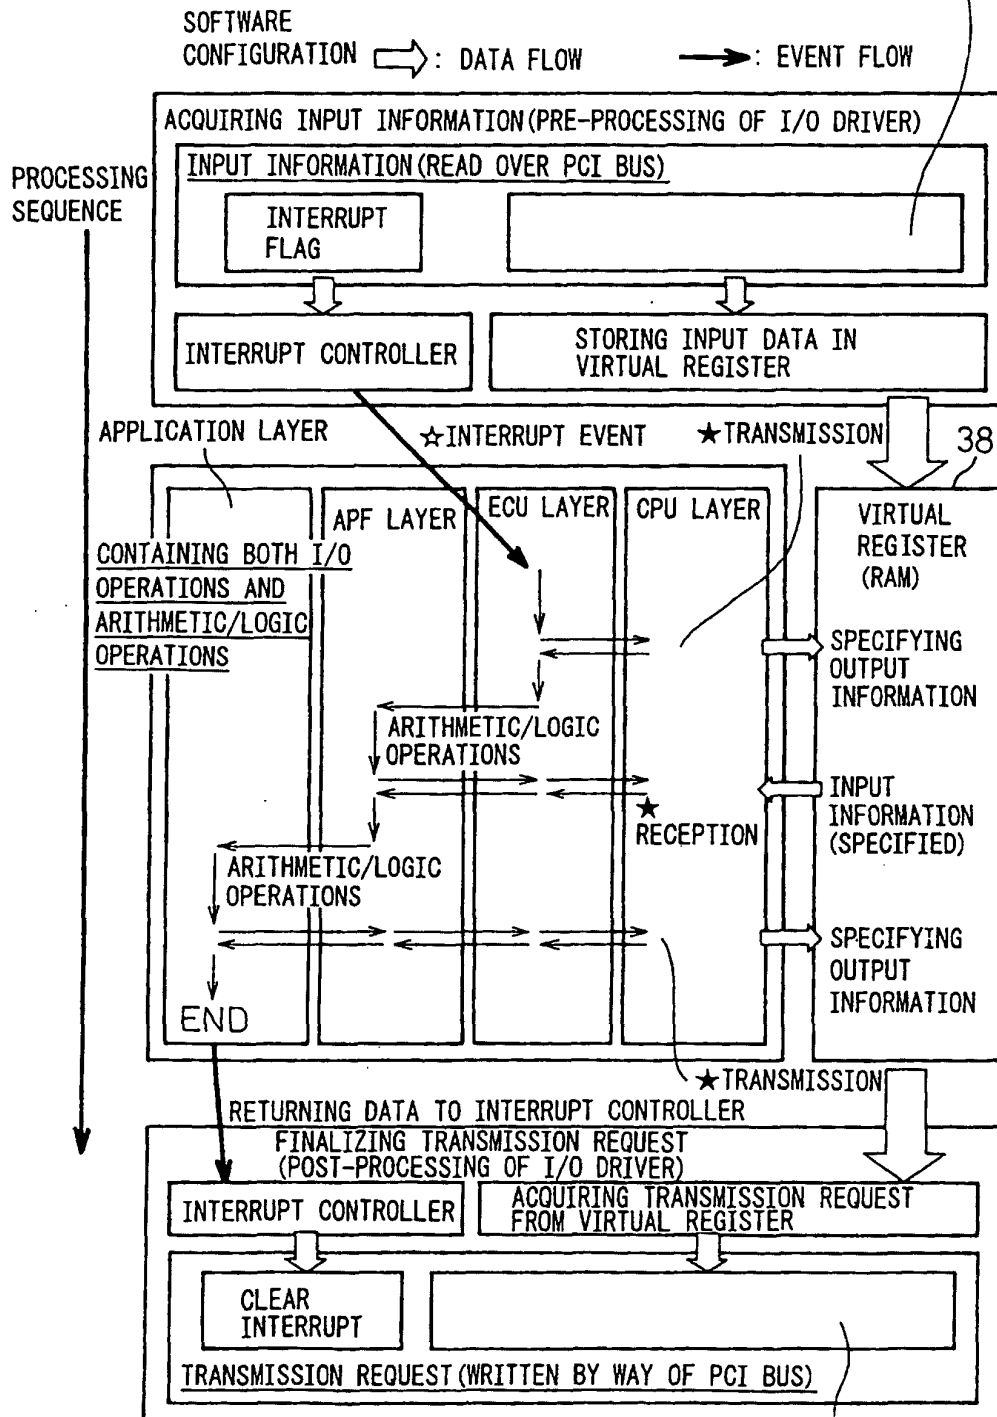 SOFTWARE
CONFIGURATION : DATA FLOW : EVENT FLOW
ACQUIRING INPUT INFORMATION(PRE-PROCESSING OF I/O DRIVER)
INPUT INFORMATION(READ OVER PCI BUS)
PROCESSING
SEQUENCE
INTERRUPT
FLAG
INTERRUPT CONTROLLER
STORING INPUT DATA IN
VIRTUAL REGISTER
APPLICATION LAYER
☆INTERRUPT EVENT
★TRANSMISSION
38
APF LAYER
ECU LAYER
CPU LAYER
VIRTUAL
REGISTER
(RAM)
CONTAINING BOTH I/O
OPERATIONS AND
ARITHMETIC/LOGIC
OPERATIONS
SPECIFYING
OUTPUT
INFORMATION
ARITHMETIC/LOGIC
OPERATIONS
INPUT
INFORMATION
(SPECIFIED)
★
RECEPTION
ARITHMETIC/LOGIC
OPERATIONS
SPECIFYING
OUTPUT
INFORMATION
END
★TRANSMISSION
RETURNING DATA TO INTERRUPT CONTROLLER
FINALIZING TRANSMISSION REQUEST
(POST-PROCESSING OF I/O DRIVER)
INTERRUPT CONTROLLER
ACQUIRING TRANSMISSION REQUEST
FROM VIRTUAL REGISTER
CLEAR
INTERRUPT
TRANSMISSION REQUEST(WRITTEN BY WAY OF PCI BUS)